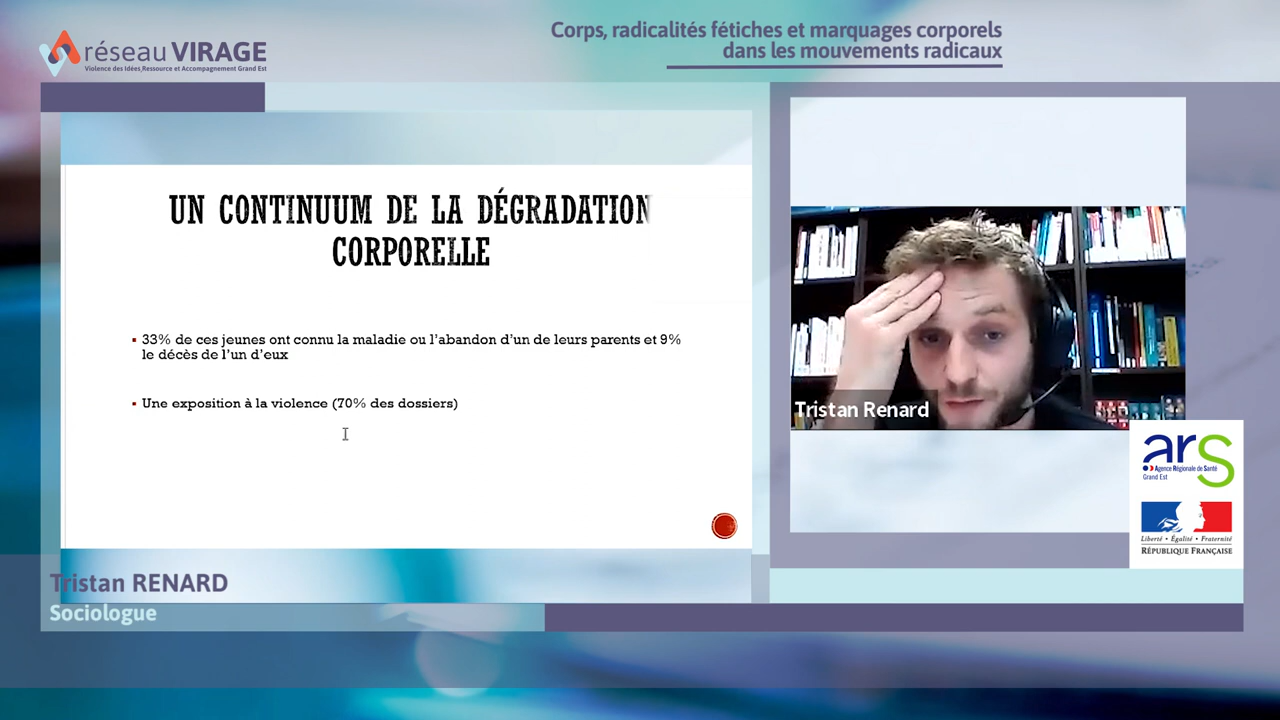 réseau VIRAGE
Violence des Idées,Ressource et Accompagnement Grand Est
Corps, radicalités fétiches et marquages corporels
dans les mouvements radicaux
UN CONTINUUM DE LA DÉGRADATION
CORPORELLE
33% de ces jeunes ont connu la maladie ou l'abandon d'un de leurs parents et 9%
le décès de l'un d'eux
Une exposition à la violence (70% des dossiers)
Tristan Renard
ars
Agence Régionale de Santé
Grand Est
Liberté • Égalité • Fraternité
RÉPUBLIQUE FRANÇAISE
Tristan RENARD
Sociologue